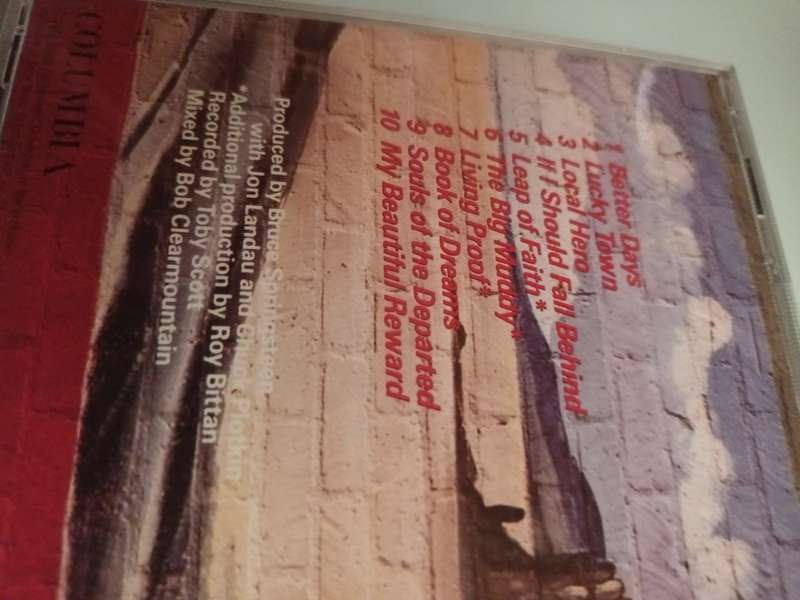 1 Better Days
2 Lucky Town
3 Local Hero
4 If I Should Fall Behind
5 Leap of Faith*
6 The Big Muddy*
7 Living Proof*
8 Book of Dreams
9 Souls of the Departed
10 My Beautiful Reward
Produced by Bruce Springsteen
with Jon Landau and Chuck Plotkin
*Additional production by Roy Bittan
Recorded by Toby Scott
Mixed by Bob Clearmountain
COLUMBIA